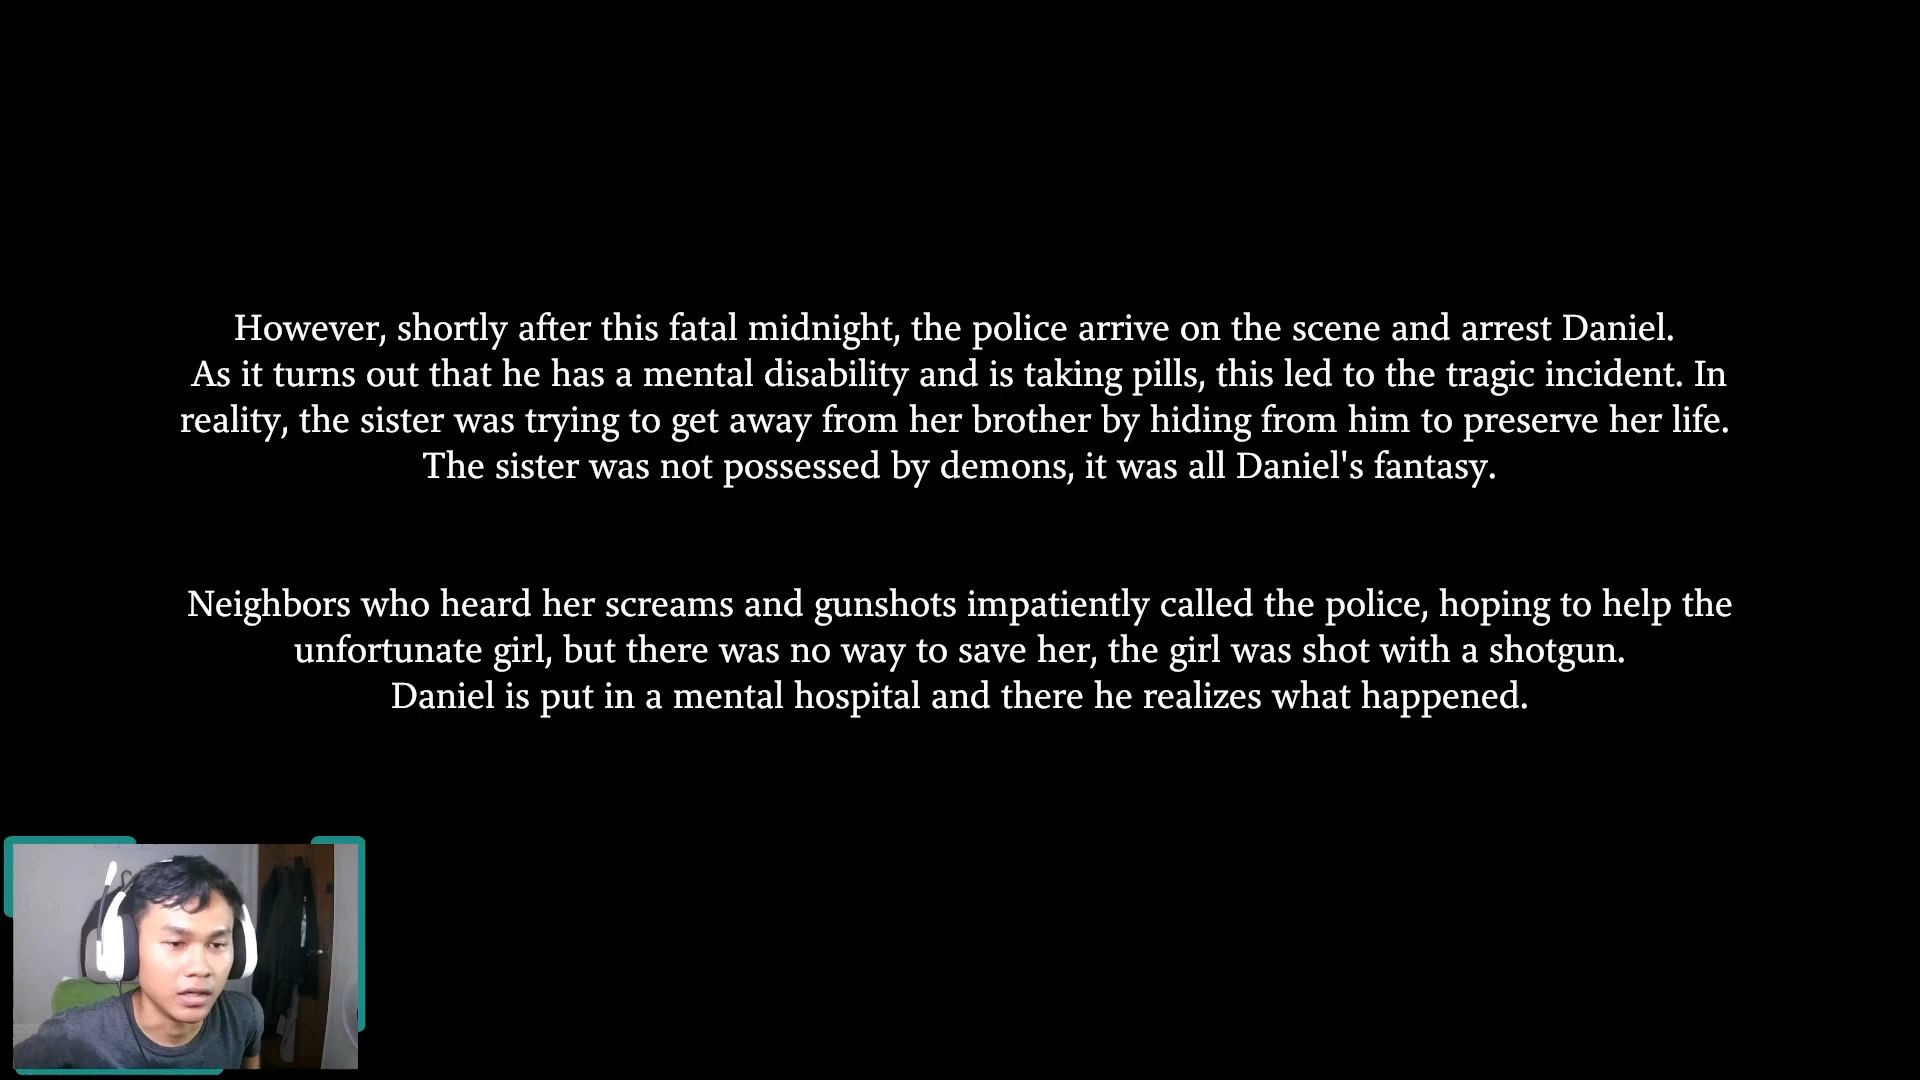 However, shortly after this fatal midnight, the police arrive on the scene and arrest Daniel.
As it turns out that he has a mental disability and is taking pills, this led to the tragic incident. In
reality, the sister was trying to get away from her brother by hiding from him to preserve her life.
The sister was not possessed by demons, it was all Daniel's fantasy.
Neighbors who heard her screams and gunshots impatiently called the police, hoping to help the
unfortunate girl, but there was no way to save her, the girl was shot with a shotgun.
Daniel is put in a mental hospital and there he realizes what happened.